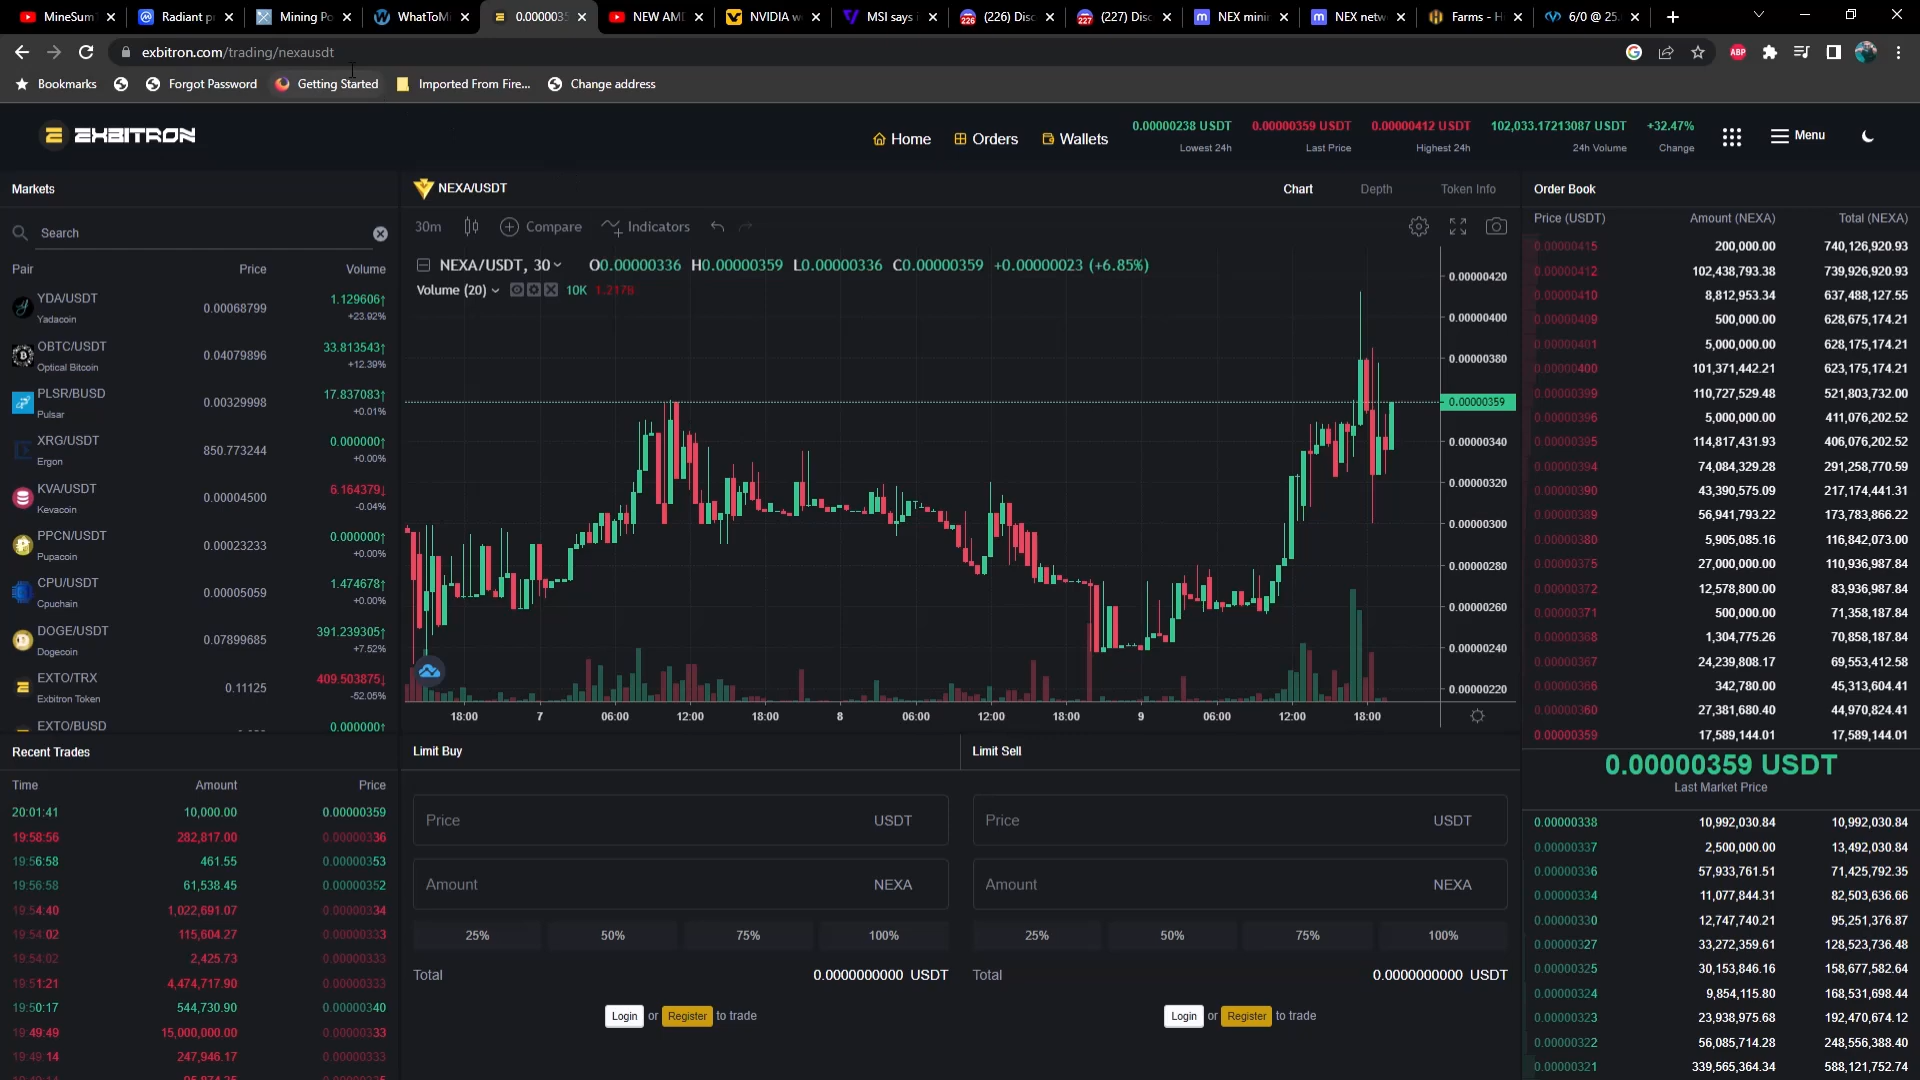 MineSumT
Radiant p
Mining Po
WhatToMi
0.0000035
NEW AMD
NVIDIA w
MSI says i
(226) Disc
(227) Disc
NEX mini
NEX netw
Farms - H
6/0 @ 25.
exbitron.com/trading/nexausdt
ABP
Bookmarks
Forgot Password
Getting Started
Imported From Fire...
Change address
EXBITRON
Home
Orders
Wallets
0.00000238 USDT
Lowest 24h
0.00000359 USDT
Last Price
0.00000412 USDT
Highest 24h
102,033.17213087 USDT
24h Volume
+32.47%
Change
Menu
Markets
Search
Pair Price Volume
YDA/USDT 0.00068799 1.129606↑
Yadacoin +23.92%
OBTC/USDT 0.04079896 33.813543↑
Optical Bitcoin +12.39%
PLSR/BUSD 0.00329998 17.837083↑
Pulsar +0.01%
XRG/USDT 850.773244 0.000000↑
Ergon +0.00%
KVA/USDT 0.00004500 6.164379↓
Kevacoin -0.04%
PPCN/USDT 0.00023233 0.000000↑
Pupacoin +0.00%
CPU/USDT 0.00005059 1.474678↑
Cpuchain +0.00%
DOGE/USDT 0.07899685 391.239305↑
Dogecoin +7.52%
EXTO/TRX 0.11125 409.503875↓
Exbitron Token -52.05%
EXTO/BUSD 0.000000↑
NEXA/USDT
Chart Depth Token Info
30m Compare Indicators
NEXA/USDT, 30 O0.00000336 H0.00000359 L0.00000336 C0.00000359 +0.00000023 (+6.85%)
Volume (20) 10K 1.217B
0.00000420
0.00000400
0.00000380
0.00000359
0.00000340
0.00000320
0.00000300
0.00000280
0.00000260
0.00000240
0.00000220
18:00 7 06:00 12:00 18:00 8 06:00 12:00 18:00 9 06:00 12:00 18:00
Order Book
Price (USDT) Amount (NEXA) Total (NEXA)
0.00000415 200,000.00 740,126,920.93
0.00000412 102,438,793.38 739,926,920.93
0.00000410 8,812,953.34 637,488,127.55
0.00000409 500,000.00 628,675,174.21
0.00000401 5,000,000.00 628,175,174.21
0.00000400 101,371,442.21 623,175,174.21
0.00000399 110,727,529.48 521,803,732.00
0.00000396 5,000,000.00 411,076,202.52
0.00000395 114,817,431.93 406,076,202.52
0.00000394 74,084,329.28 291,258,770.59
0.00000390 43,390,575.09 217,174,441.31
0.00000389 56,941,793.22 173,783,866.22
0.00000380 5,905,085.16 116,842,073.00
0.00000375 27,000,000.00 110,936,987.84
0.00000372 12,578,800.00 83,936,987.84
0.00000371 500,000.00 71,358,187.84
0.00000368 1,304,775.26 70,858,187.84
0.00000367 24,239,808.17 69,553,412.58
0.00000366 342,780.00 45,313,604.41
0.00000360 27,381,680.40 44,970,824.41
0.00000359 17,589,144.01 17,589,144.01
0.00000359 USDT
Last Market Price
0.00000338 10,992,030.84 10,992,030.84
0.00000337 2,500,000.00 13,492,030.84
0.00000336 57,933,761.51 71,425,792.35
0.00000334 11,077,844.31 82,503,636.66
0.00000330 12,747,740.21 95,251,376.87
0.00000327 33,272,359.61 128,523,736.48
0.00000325 30,153,846.16 158,677,582.64
0.00000324 9,854,115.80 168,531,698.44
0.00000323 23,938,975.68 192,470,674.12
0.00000322 56,085,714.28 248,556,388.40
0.00000321 339,565,364.34 588,121,752.74
Recent Trades
Time Amount Price
20:01:41 10,000.00 0.00000359
19:58:56 282,817.00 0.00000336
19:56:58 461.55 0.00000353
19:56:58 61,538.45 0.00000352
19:54:40 1,022,691.07 0.00000334
19:54:02 115,604.27 0.00000333
19:54:02 2,425.73 0.00000333
19:51:21 4,474,717.90 0.00000333
19:50:17 544,730.90 0.00000340
19:49:49 15,000,000.00 0.00000333
19:49:14 247,946.17 0.00000333
Limit Buy
Price USDT
Amount NEXA
25% 50% 75% 100%
Total 0.0000000000 USDT
Login or Register to trade
Limit Sell
Price USDT
Amount NEXA
25% 50% 75% 100%
Total 0.0000000000 USDT
Login or Register to trade